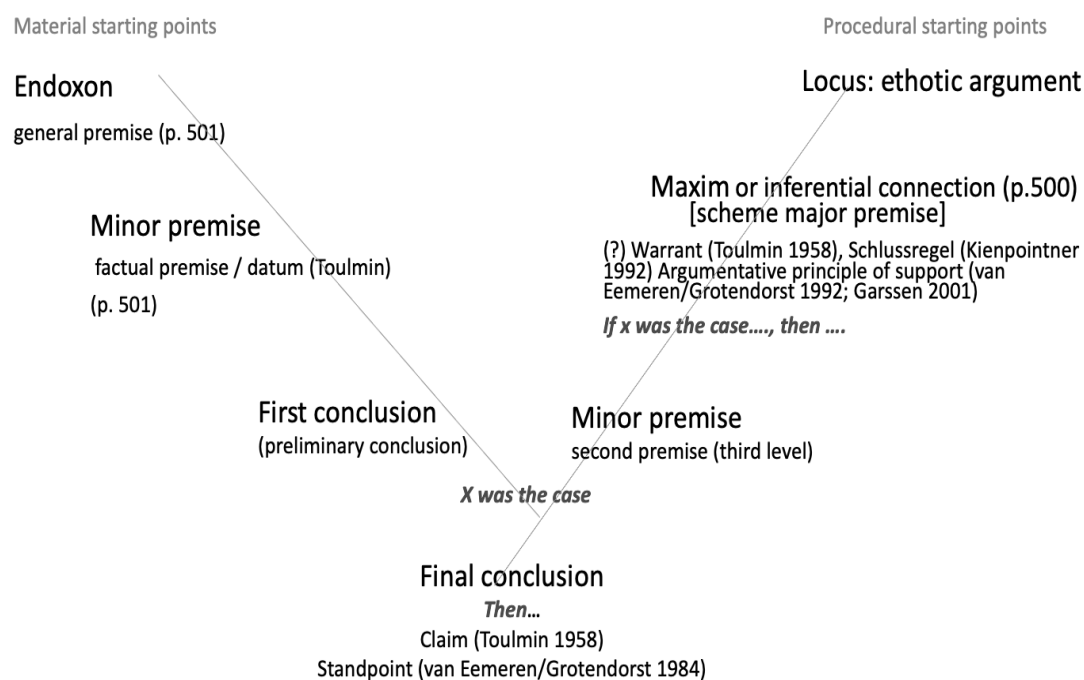 Material starting points
Procedural starting points
Endoxon
general premise (p. 501)
Locus: ethotic argument
Maxim or inferential connection (p.500)
[scheme major premise]
(?) Warrant (Toulmin 1958), Schlussregel (Kienpointner
1992) Argumentative principle of support (van
Eemeren/Grotendorst 1992; Garssen 2001)
If x was the case...., then ....
Minor premise
factual premise / datum (Toulmin)
(p. 501)
First conclusion
(preliminary conclusion)
Minor premise
second premise (third level)
X was the case
Final conclusion
Then...
Claim (Toulmin 1958)
Standpoint (van Eemeren/Grotendorst 1984)